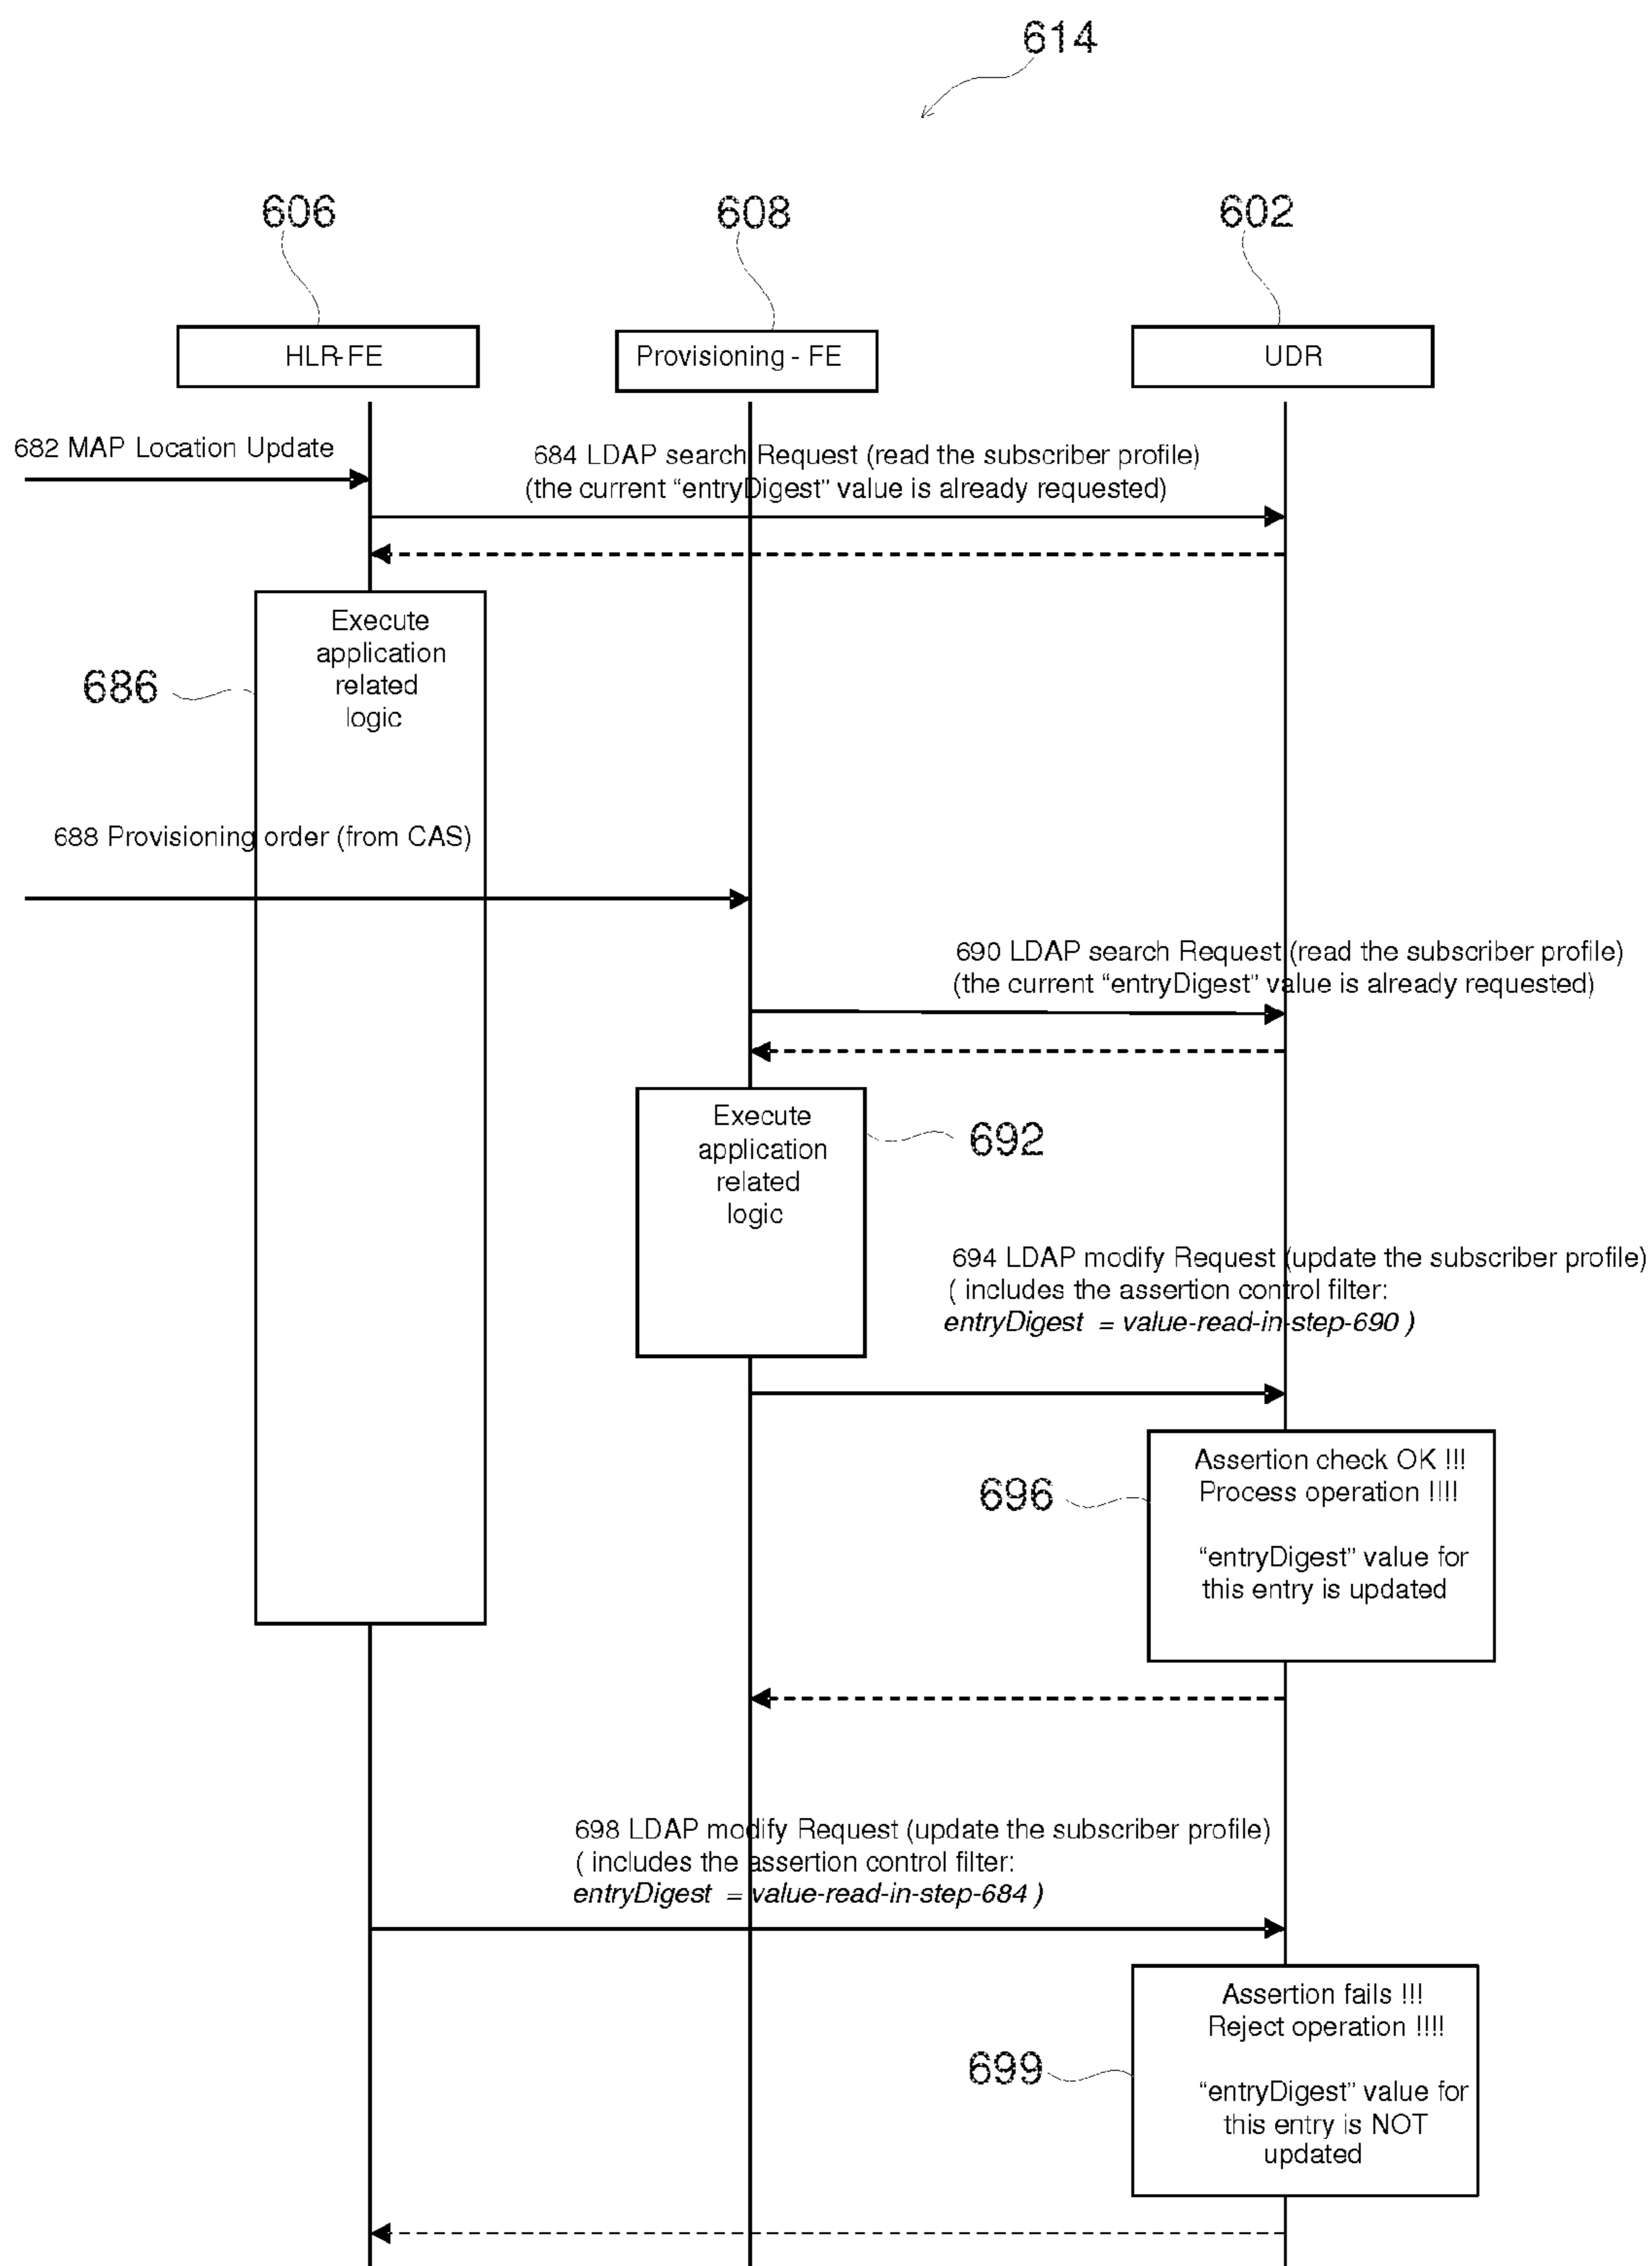 614
606
608
602
HLR-FE
Provisioning - FE
UDR
682 MAP Location Update
684 LDAP search Request (read the subscriber profile)
(the current “entryDigest” value is already requested)
Execute
application
related
logic
686
688 Provisioning order (from CAS)
690 LDAP search Request (read the subscriber profile)
(the current “entryDigest” value is already requested)
Execute
application
related
logic
692
694 LDAP modify Request (update the subscriber profile)
( includes the assertion control filter:
entryDigest = value-read-in-step-690 )
Assertion check OK !!!
Process operation !!!!
“entryDigest” value for
this entry is updated
696
698 LDAP modify Request (update the subscriber profile)
( includes the assertion control filter:
entryDigest = value-read-in-step-684 )
Assertion fails !!!
Reject operation !!!!
“entryDigest” value for
this entry is NOT
updated
699